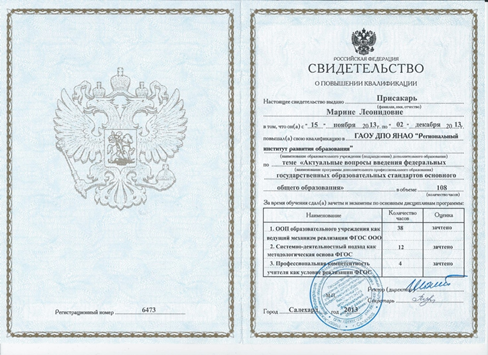 РОССИЙСКАЯ ФЕДЕРАЦИЯ
СВИДЕТЕЛЬСТВО
О ПОВЫШЕНИИ КВАЛИФИКАЦИИ
Настоящее свидетельство выдано Присакарь
(фамилия, имя, отчество)
Марине Леонидовне
в том, что он(а) с " 15 " ноября 2013, по " 02 " декабря 2013,
повышал(а) свою квалификацию в ГАОУ ДПО ЯНАО "Региональный
институт развития образования"
(наименование образовательного учреждения (подразделения) дополнительного образования)
по теме «Актуальные вопросы введения федеральных
(наименование программы дополнительного профессионального образования)
государственных образовательных стандартов основного
общего образования» в объеме 108
(количество часов)
За время обучения сдал(а) зачеты и экзамены по основным дисциплинам программы:
Наименование Количество часов Оценка
1. ООП образовательного учреждения как 38 зачтено
ведущий механизм реализации ФГОС ООО
2. Системно-деятельностный подход как 12 зачтено
методологическая основа ФГОС
3. Профессиональная компетентность 4 зачтено
учителя как условие реализации ФГОС
Ректор (директор)
М.П.
Секретарь
Город Салехард год 2013
Регистрационный номер 6473